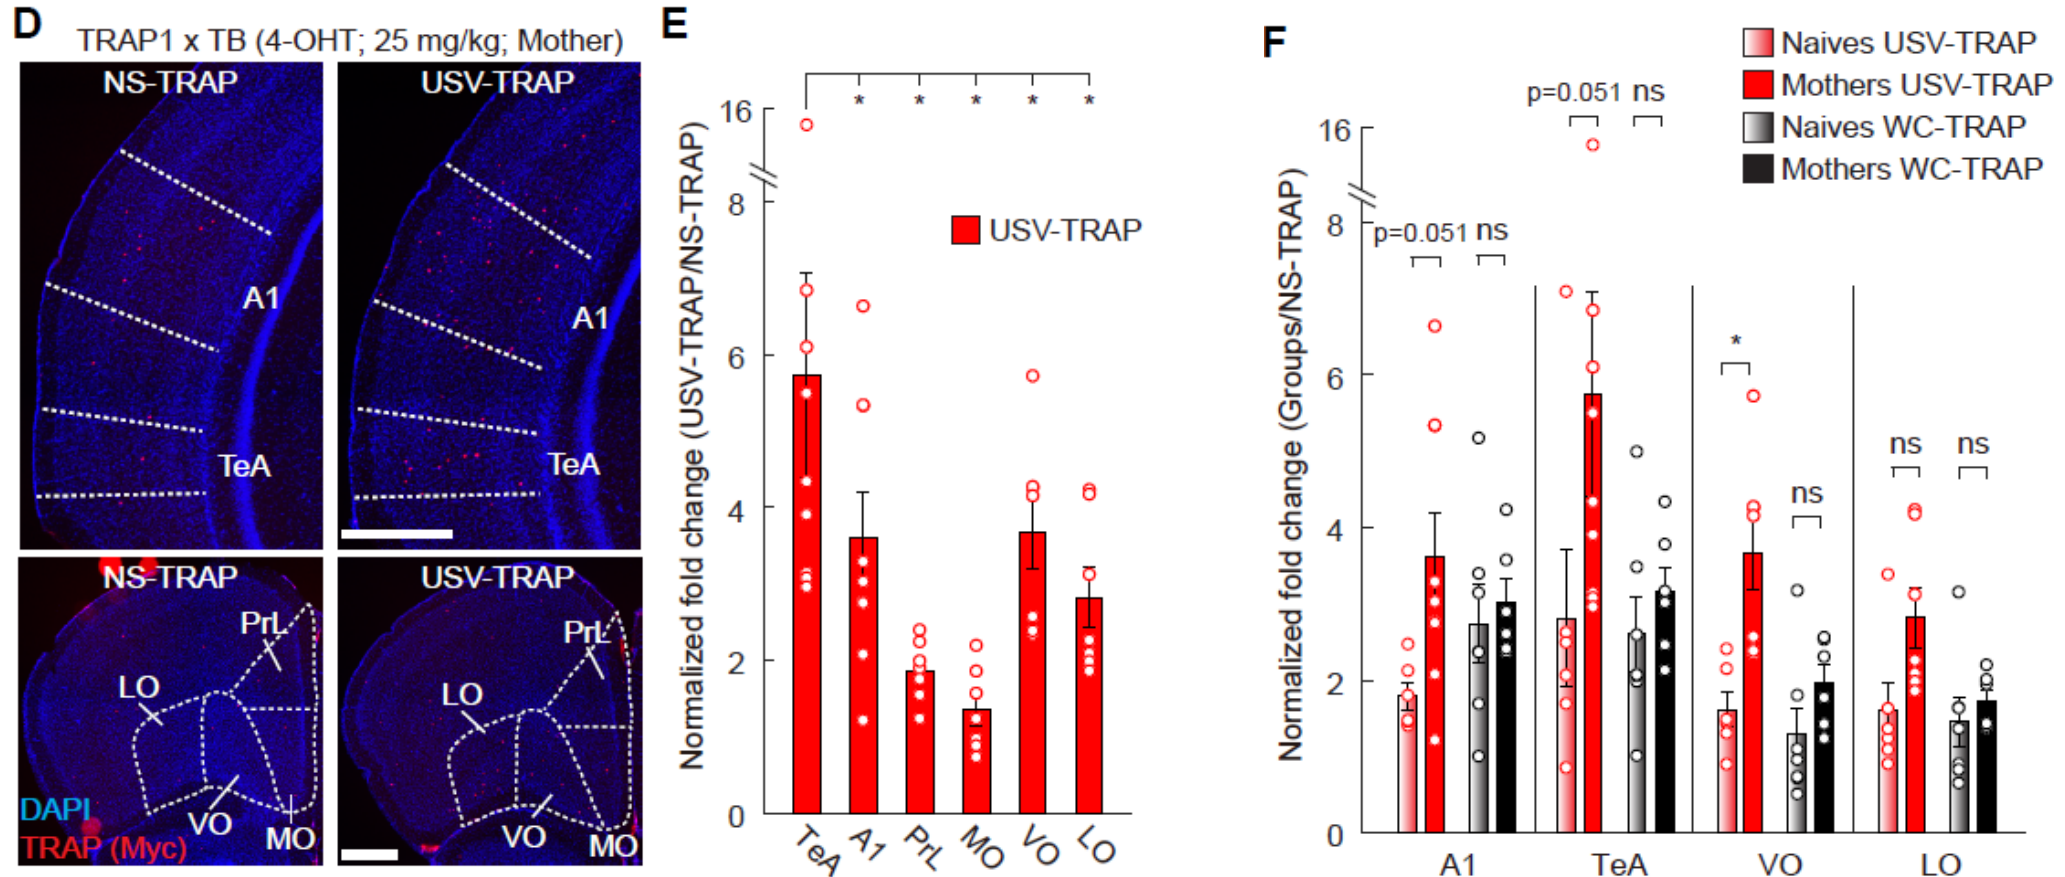 D
TRAP1 x TB (4-OHT; 25 mg/kg; Mother)
NS-TRAP
USV-TRAP
A1
A1
TeA
TeA
NS-TRAP
USV-TRAP
PrL
PrL
LO
LO
VO
VO
MO
MO
DAPI
TRAP (Myc)
E
* * * * *
Normalized fold change (USV-TRAP/NS-TRAP)
16
8
6
4
2
0
USV-TRAP
TeA A1 PrL MO VO LO
F
Naives USV-TRAP
Mothers USV-TRAP
Naives WC-TRAP
Mothers WC-TRAP
Normalized fold change (Groups/NS-TRAP)
16
8
6
4
2
0
p=0.051 ns
p=0.051 ns
*
ns
ns ns
A1 TeA VO LO